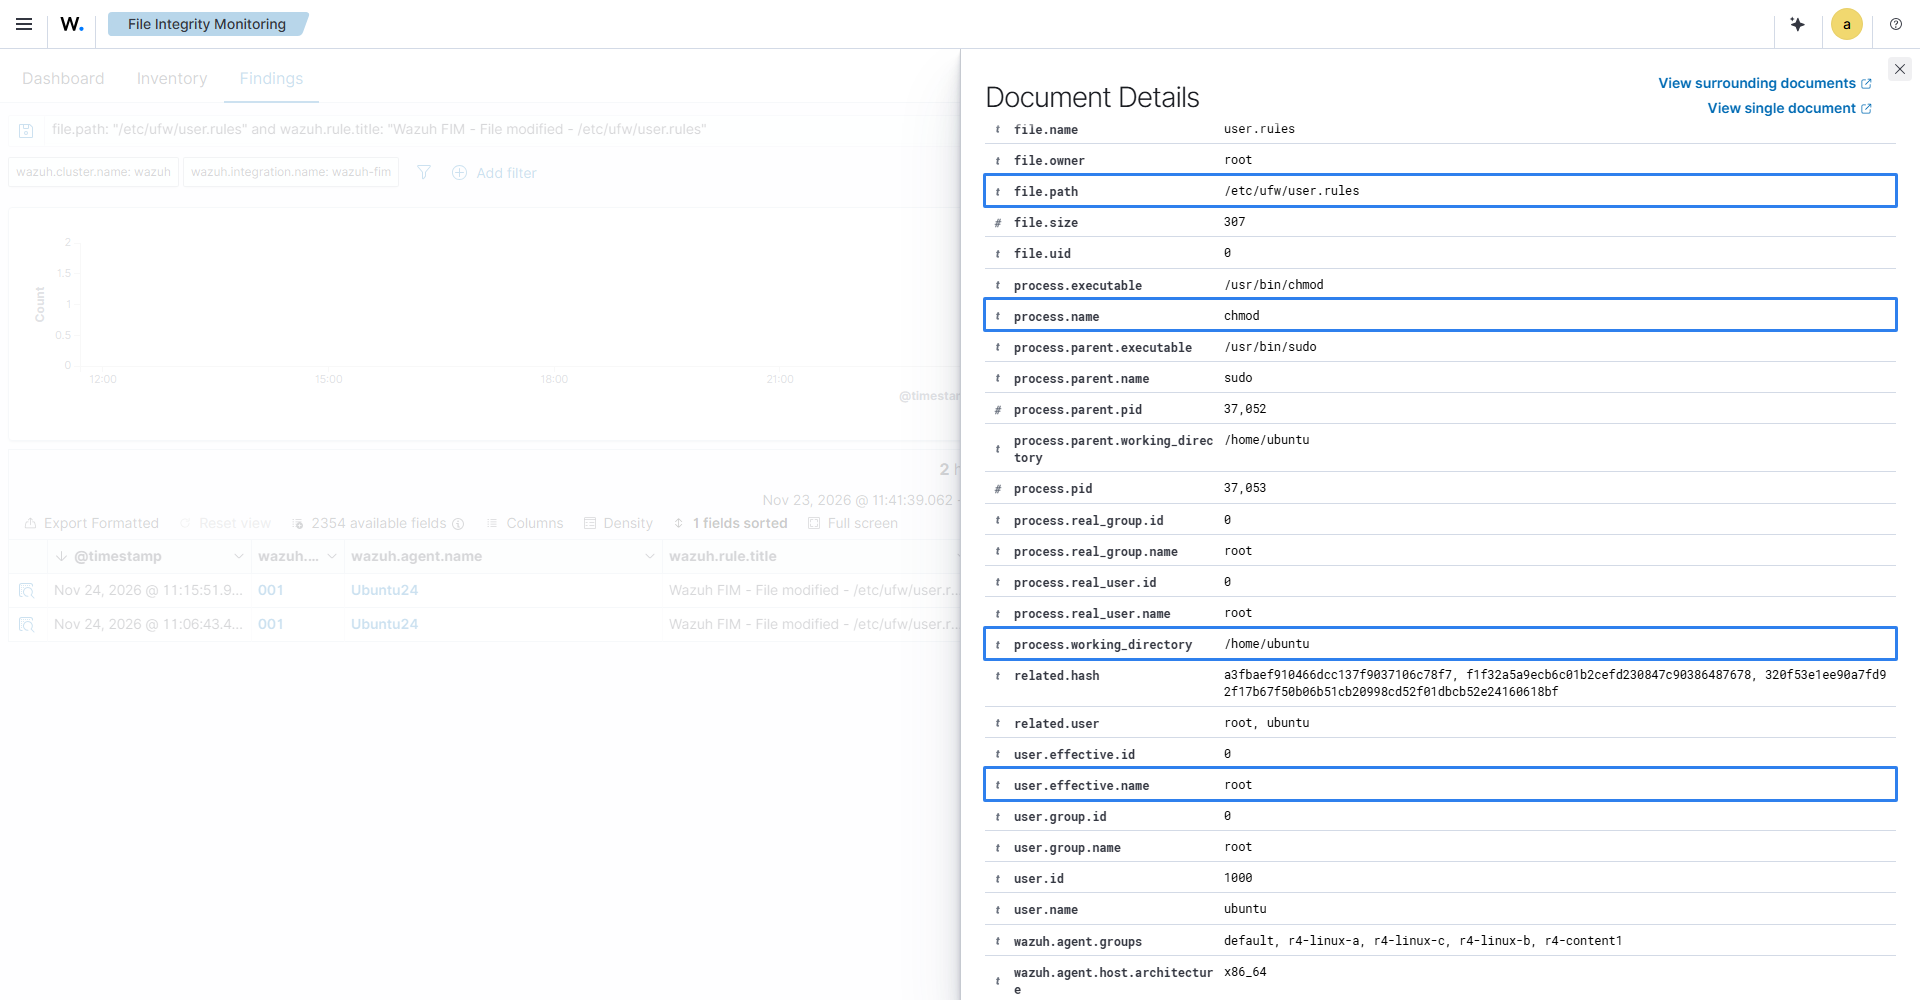 W.
File Integrity Monitoring
a
Dashboard
Inventory
Findings
file.path: "/etc/ufw/user.rules" and wazuh.rule.title: "Wazuh FIM - File modified - /etc/ufw/user.rules"
wazuh.cluster.name: wazuh
wazuh.integration.name: wazuh-fim
Add filter
Count
2
1.5
1
0.5
0
12:00
15:00
18:00
21:00
@timestar
2 h
Nov 23, 2026 @ 11:41:39.062 -
Export Formatted
Reset view
2354 available fields
Columns
Density
1 fields sorted
Full screen
@timestamp
wazuh....
wazuh.agent.name
wazuh.rule.title
Nov 24, 2026 @ 11:15:51.9...
001
Ubuntu24
Wazuh FIM - File modified - /etc/ufw/user.r...
Nov 24, 2026 @ 11:06:43.4...
001
Ubuntu24
Wazuh FIM - File modified - /etc/ufw/user.r...
Document Details
View surrounding documents
View single document
t file.name user.rules
t file.owner root
t file.path /etc/ufw/user.rules
# file.size 307
t file.uid 0
t process.executable /usr/bin/chmod
t process.name chmod
t process.parent.executable /usr/bin/sudo
t process.parent.name sudo
# process.parent.pid 37,052
t process.parent.working_direc /home/ubuntu
tory
# process.pid 37,053
t process.real_group.id 0
t process.real_group.name root
t process.real_user.id 0
t process.real_user.name root
t process.working_directory /home/ubuntu
t related.hash a3fbaef910466dcc137f9037106c78f7, f1f32a5a9ecb6c01b2cefd230847c90386487678, 320f53e1ee90a7fd9
2f17b67f50b06b51cb20998cd52f01dbcb52e24160618bf
t related.user root, ubuntu
t user.effective.id 0
t user.effective.name root
t user.group.id 0
t user.group.name root
t user.id 1000
t user.name ubuntu
t wazuh.agent.groups default, r4-linux-a, r4-linux-c, r4-linux-b, r4-content1
t wazuh.agent.host.architectur x86_64
e